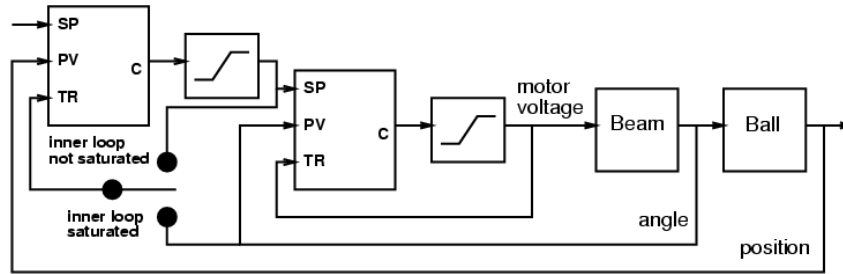 SP
PV
C
TR
SP
PV
C
TR
motor
voltage
Beam
Ball
inner loop
not saturated
inner loop
saturated
angle
position